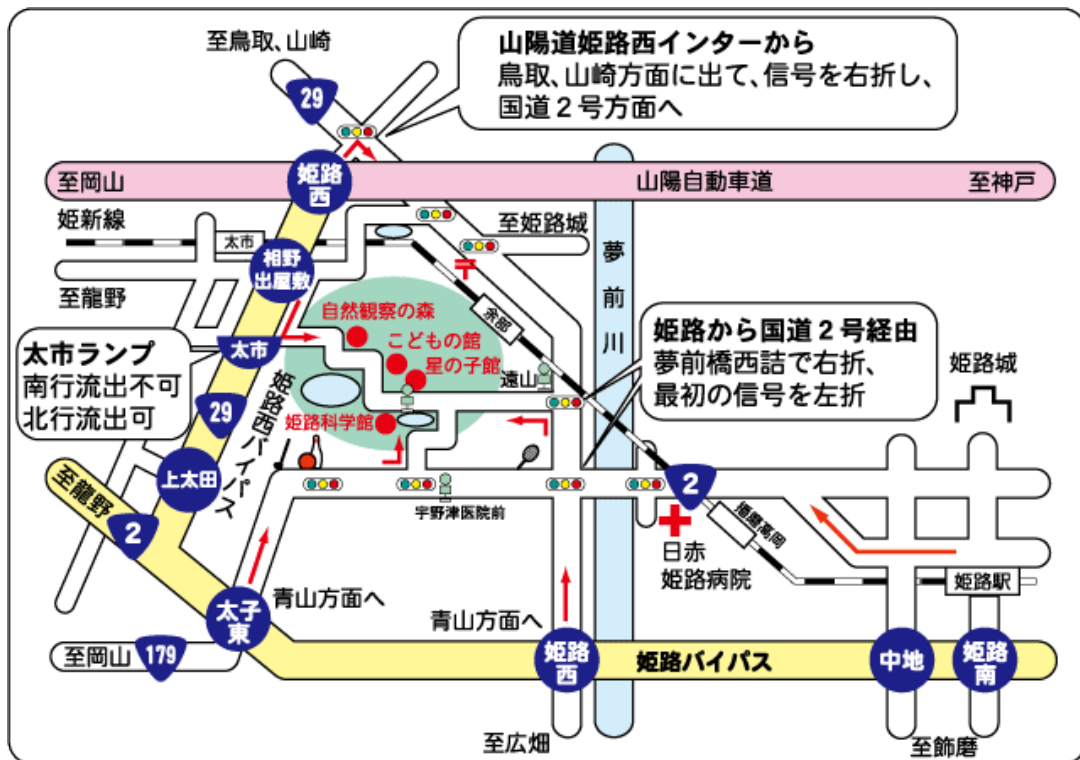 至鳥取、山崎
山陽道姫路西インターから
鳥取、山崎方面に出て、信号を右折し、
国道2号方面へ
29
至岡山
姫路
西
山陽自動車道
至神戸
姫新線
太市
至姫路城
相野
出屋敷
至龍野
夢
前
川
余部
自然観察の森
こどもの館
星の子館
遠山
姫路科学館
太市ランプ
南行流出不可
北行流出可
太市
29
姫路西バイパス
姫路から国道2号経由
夢前橋西詰で右折、
最初の信号を左折
姫路城
上太田
至龍野
2
宇野津医院前
2
播磨高岡
日赤
姫路病院
姫路駅
太子
東
青山方面へ
青山方面へ
至岡山
179
姫路
西
姫路バイパス
中地
姫路
南
至広畑
至飾磨